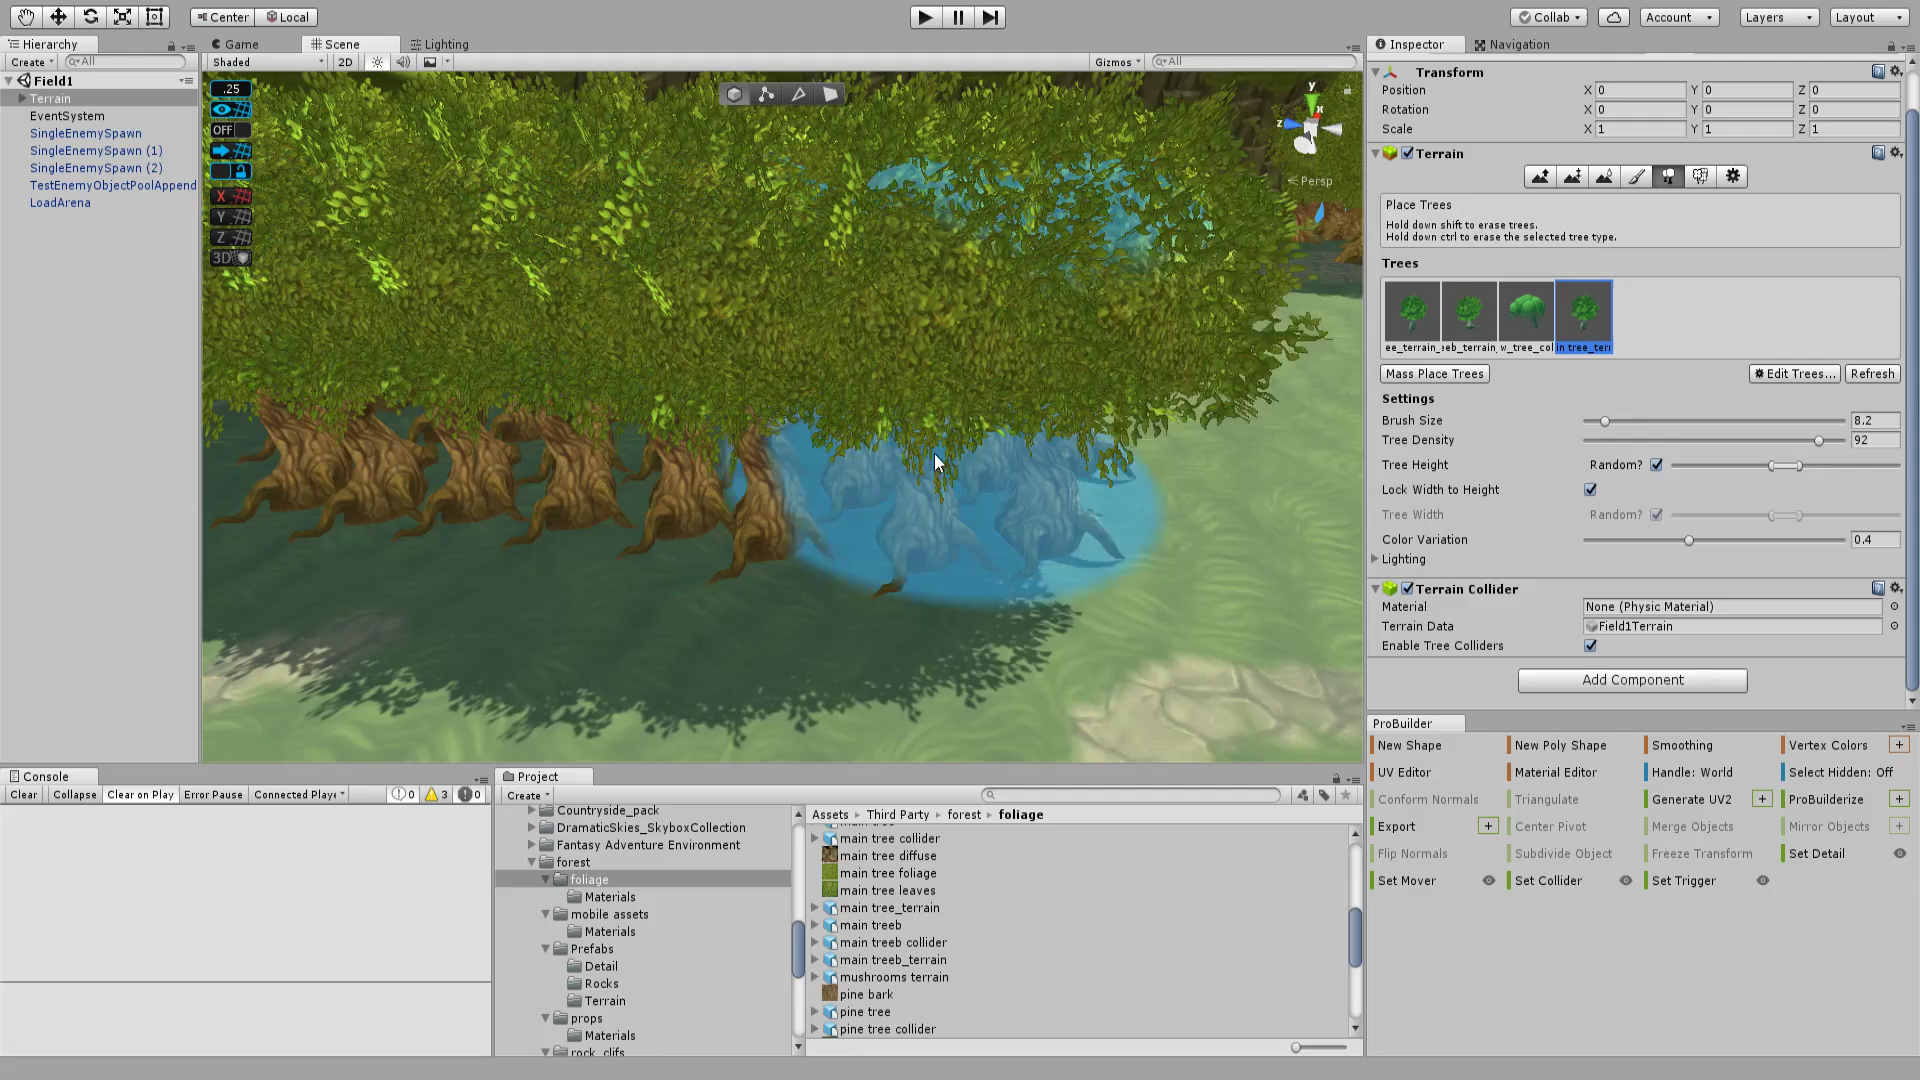 Center
Local
Collab
Account
Layers
Layout
Hierarchy
Game
Scene
Lighting
Inspector
Navigation
Create
All
Shaded
2D
Gizmos
All
Field1
Terrain
EventSystem
SingleEnemySpawn
SingleEnemySpawn (1)
SingleEnemySpawn (2)
TestEnemyObjectPoolAppend
LoadArena
.25
OFF
X
Y
Z
3D
y
x
z
Persp
Transform
Position X 0 Y 0 Z 0
Rotation X 0 Y 0 Z 0
Scale X 1 Y 1 Z 1
Terrain
Place Trees
Hold down shift to erase trees.
Hold down ctrl to erase the selected tree type.
Trees
ee_terrain_ eb_terrain_ w_tree_col in tree_terr
Mass Place Trees
Edit Trees...
Refresh
Settings
Brush Size 8.2
Tree Density 92
Tree Height Random?
Lock Width to Height
Tree Width Random?
Color Variation 0.4
Lighting
Terrain Collider
Material None (Physic Material)
Terrain Data Field1Terrain
Enable Tree Colliders
Add Component
ProBuilder
New Shape New Poly Shape Smoothing Vertex Colors +
UV Editor Material Editor Handle: World Select Hidden: Off
Conform Normals Triangulate Generate UV2 + ProBuilderize +
Export + Center Pivot Merge Objects Mirror Objects +
Flip Normals Subdivide Object Freeze Transform Set Detail
Set Mover Set Collider Set Trigger
Console
Clear Collapse Clear on Play Error Pause Connected Playe 0 3 0
Project
Create
Countryside_pack
DramaticSkies_SkyboxCollection
Fantasy Adventure Environment
forest
foliage
Materials
mobile assets
Materials
Prefabs
Detail
Rocks
Terrain
props
Materials
rock_clifs
Assets Third Party forest foliage
main tree
main tree collider
main tree diffuse
main tree foliage
main tree leaves
main tree_terrain
main treeb
main treeb collider
main treeb_terrain
mushrooms terrain
pine bark
pine tree
pine tree collider